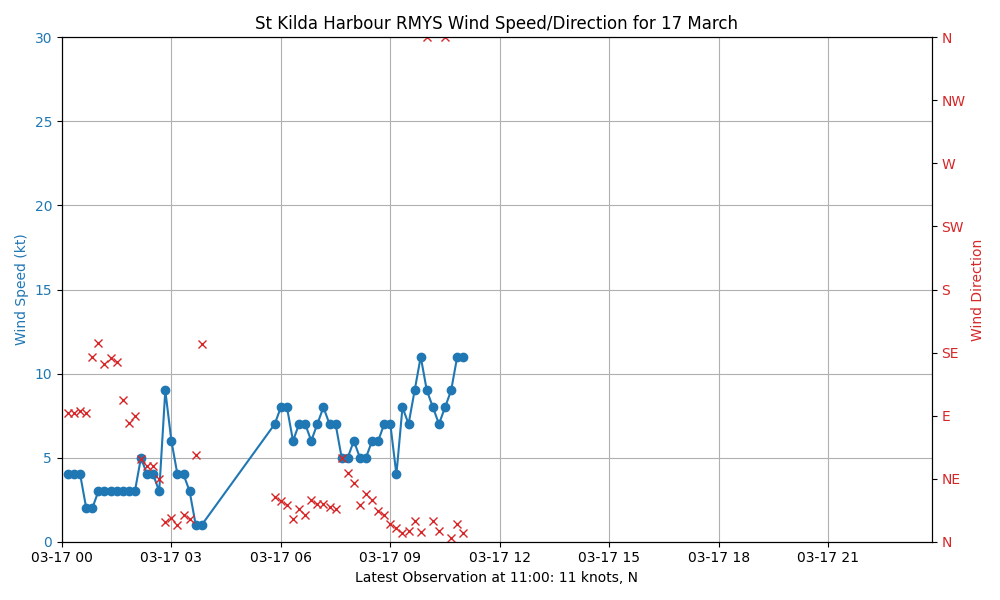 St Kilda Harbour RMYS Wind Speed/Direction for 17 March
30
25
20
15
10
5
0
Wind Speed (kt)
N
NW
W
SW
S
SE
E
NE
N
Wind Direction
03-17 00
03-17 03
03-17 06
03-17 09
03-17 12
03-17 15
03-17 18
03-17 21
Latest Observation at 11:00: 11 knots, N